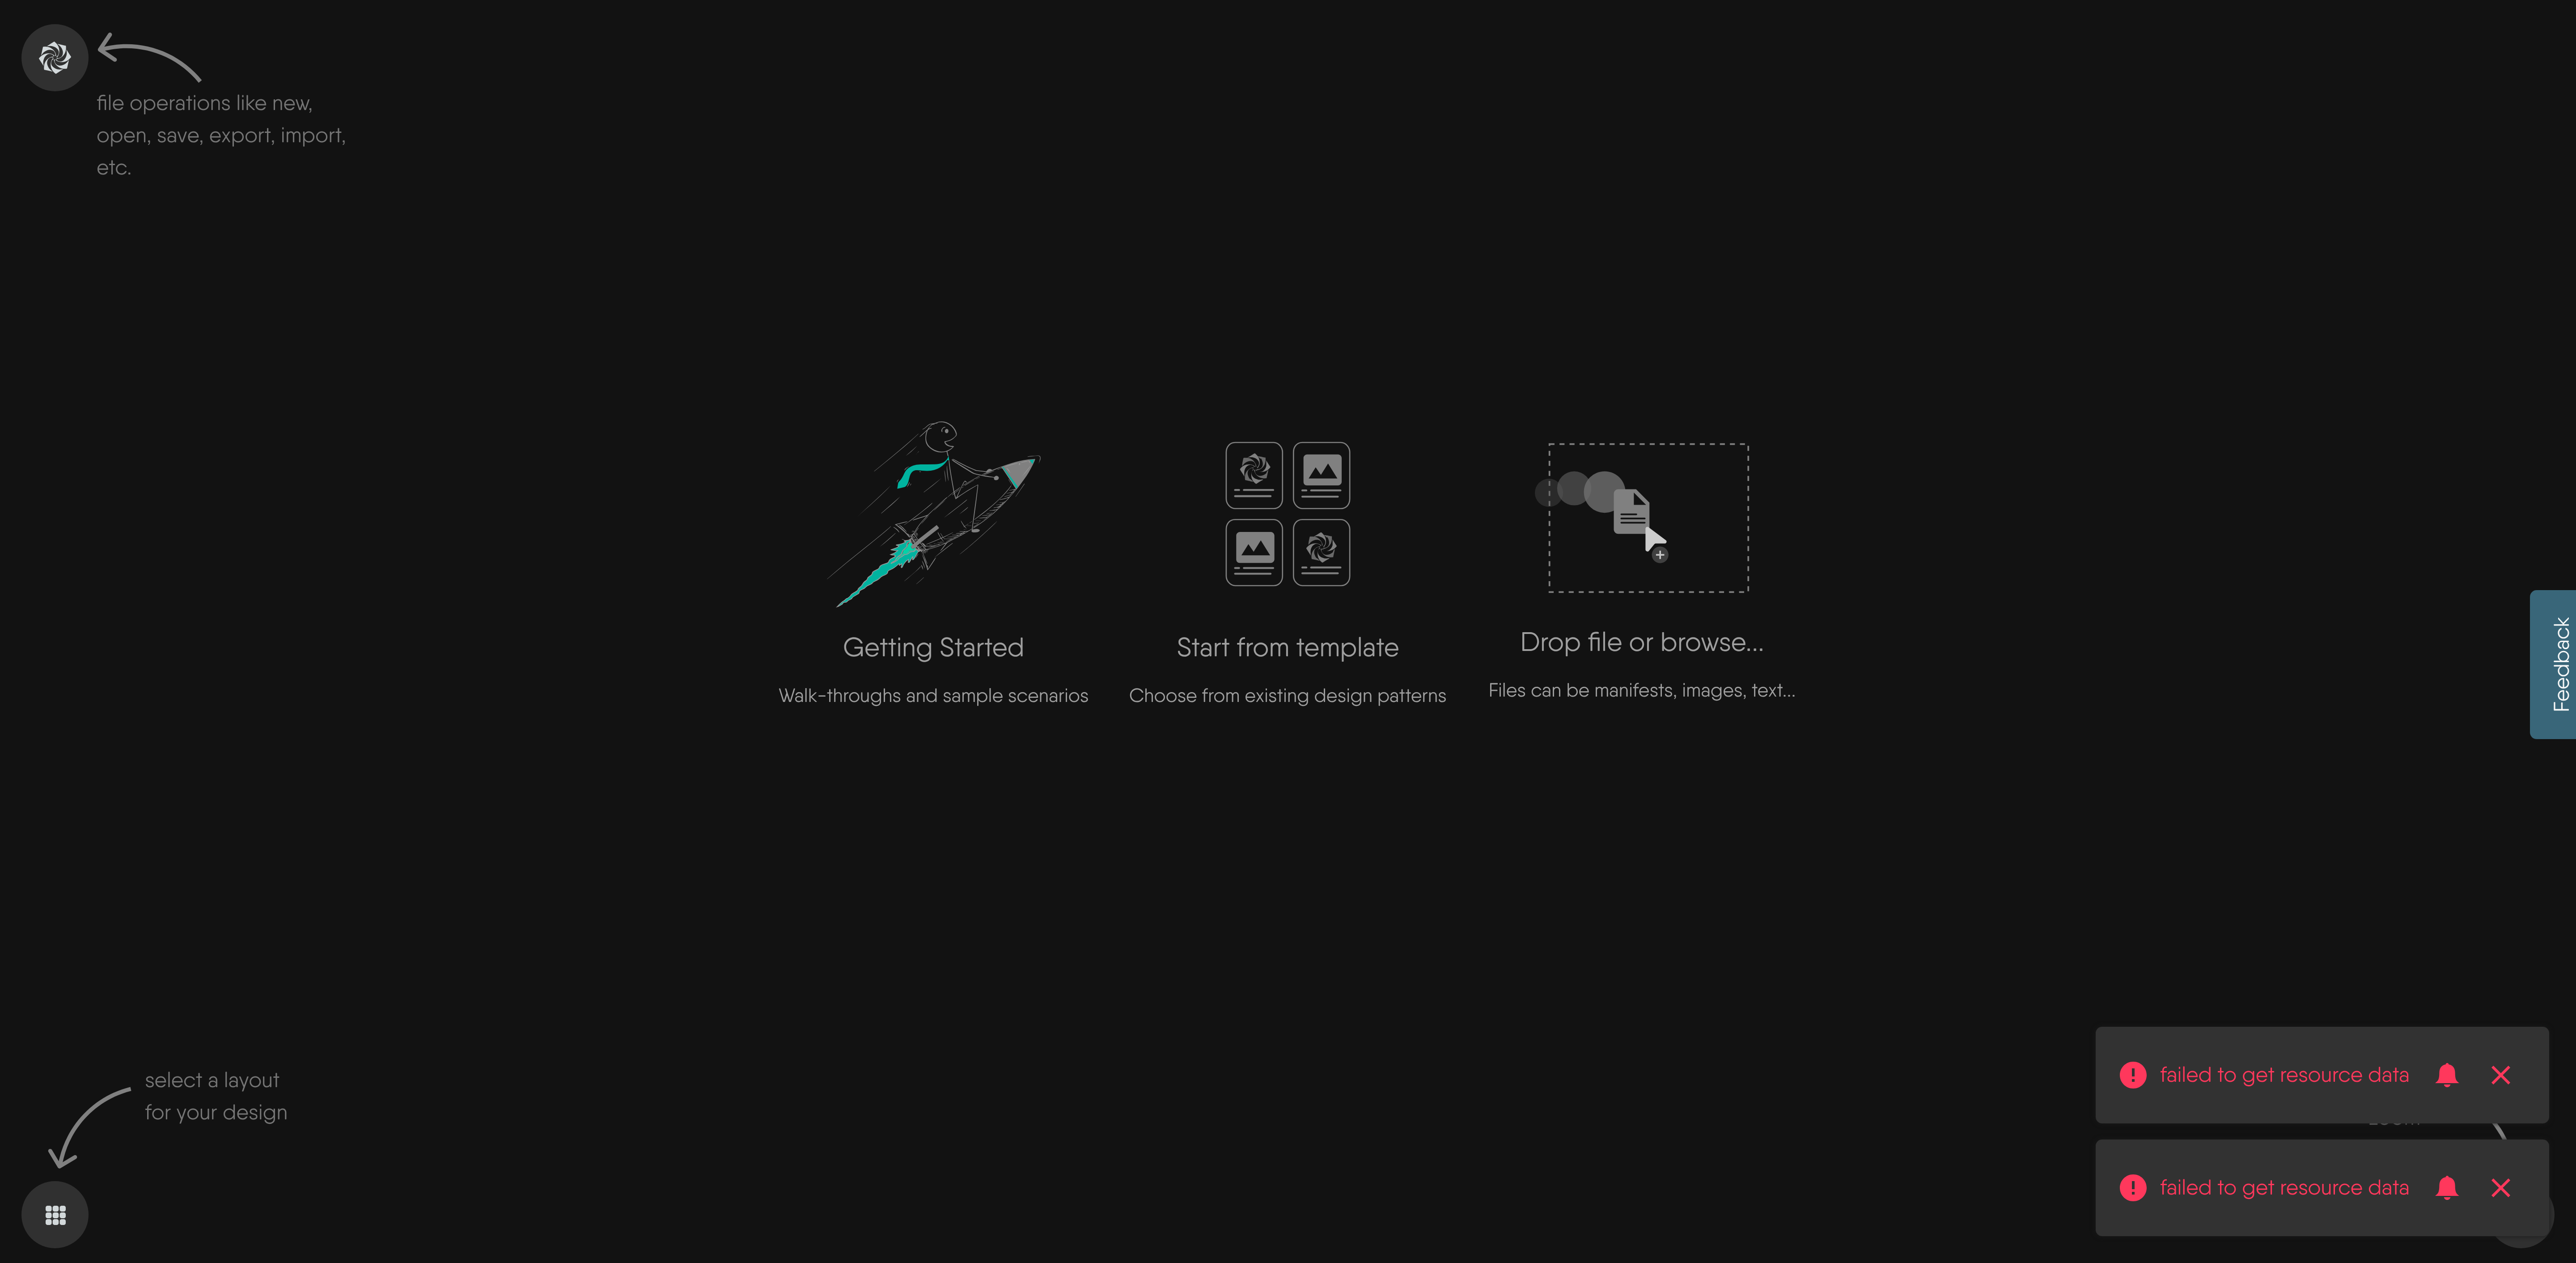 file operations like new,
open, save, export, import,
etc.
Getting Started
Walk-throughs and sample scenarios
Start from template
Choose from existing design patterns
Drop file or browse...
Files can be manifests, images, text...
Feedback
select a layout
for your design
failed to get resource data
failed to get resource data